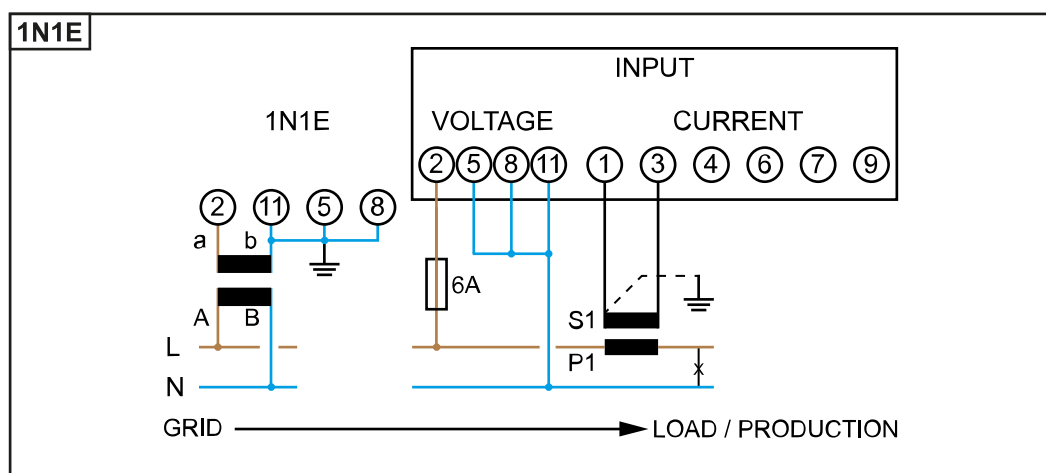 1N1E
INPUT
1N1E
VOLTAGE
CURRENT
2 5 8 11 1 3 4 6 7 9
2 11 5 8
a b
6A
A B
S1
P1
L
x
N
GRID
LOAD / PRODUCTION